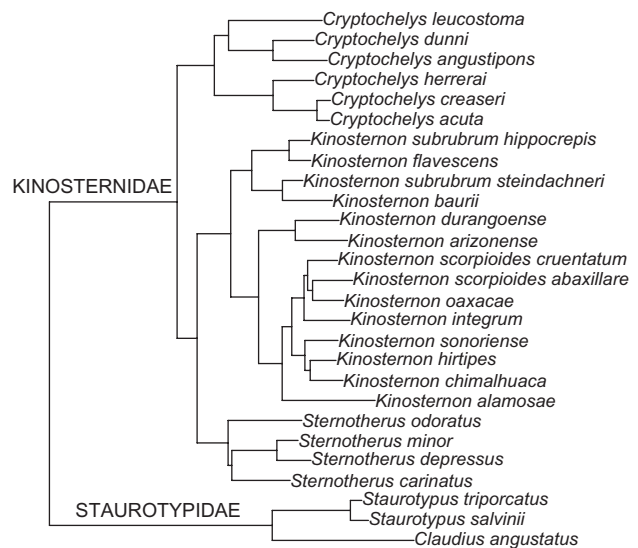 Cryptochelys leucostoma
Cryptochelys dunni
Cryptochelys angustipons
Cryptochelys herrerai
Cryptochelys creaseri
Cryptochelys acuta
Kinosternon subrubrum hippocrepis
Kinosternon flavescens
KINOSTERNIDAE
Kinosternon subrubrum steindachneri
Kinosternon baurii
Kinosternon durangoense
Kinosternon arizonense
Kinosternon scorpioides cruentatum
Kinosternon scorpioides abaxillare
Kinosternon oaxacae
Kinosternon integrum
Kinosternon sonoriense
Kinosternon hirtipes
Kinosternon chimalhuaca
Kinosternon alamosae
Sternotherus odoratus
Sternotherus minor
Sternotherus depressus
Sternotherus carinatus
Staurotypus triporcatus
STAUROTYPIDAE
Staurotypus salvinii
Claudius angustatus